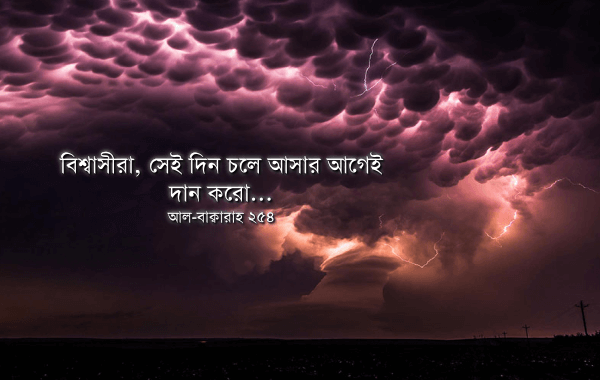 বিশ্বাসীরা, সেই দিন চলে আসার আগেই
দান করো...
আল-বাক্বারাহ ২৫৪